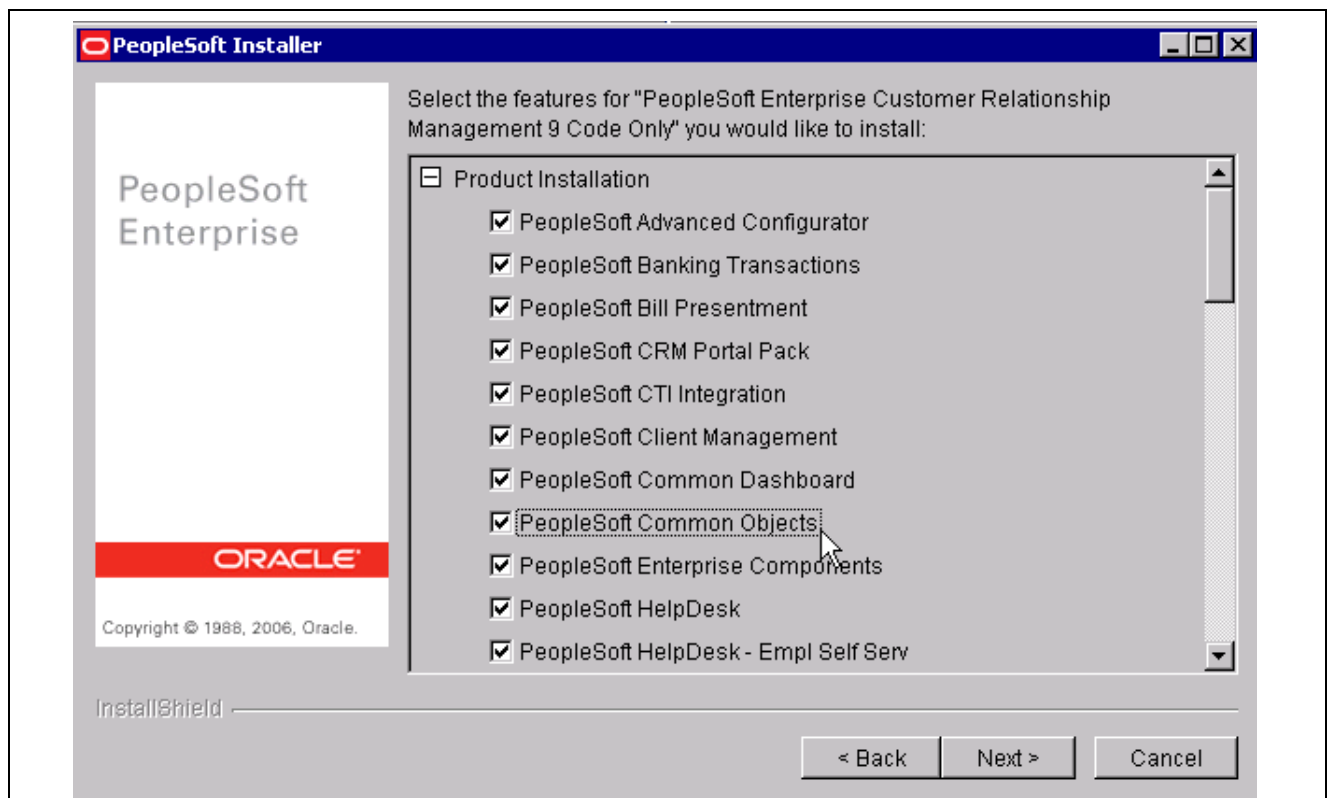 PeopleSoft Installer
PeopleSoft
Enterprise
ORACLE®
Copyright © 1988, 2006, Oracle.
Select the features for "PeopleSoft Enterprise Customer Relationship
Management 9 Code Only" you would like to install:
Product Installation
PeopleSoft Advanced Configurator
PeopleSoft Banking Transactions
PeopleSoft Bill Presentment
PeopleSoft CRM Portal Pack
PeopleSoft CTI Integration
PeopleSoft Client Management
PeopleSoft Common Dashboard
PeopleSoft Common Objects
PeopleSoft Enterprise Components
PeopleSoft HelpDesk
PeopleSoft HelpDesk - Empl Self Serv
InstallShield
< Back
Next >
Cancel